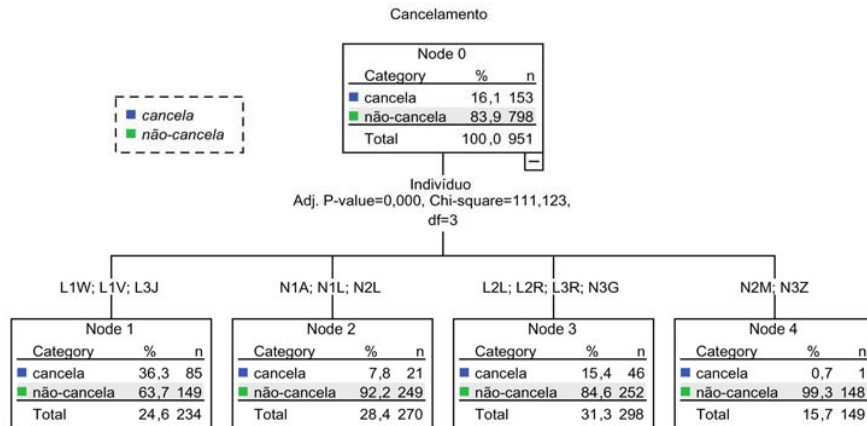 Cancelamento
Node 0
Category % n
cancela 16,1 153
não-cancela 83,9 798
Total 100,0 951
cancela
não-cancela
Indivíduo
Adj. P-value=0,000, Chi-square=111,123,
df=3
L1W; L1V; L3J
N1A; N1L; N2L
L2L; L2R; L3R; N3G
N2M; N3Z
Node 1
Category % n
cancela 36,3 85
não-cancela 63,7 149
Total 24,6 234
Node 2
Category % n
cancela 7,8 21
não-cancela 92,2 249
Total 28,4 270
Node 3
Category % n
cancela 15,4 46
não-cancela 84,6 252
Total 31,3 298
Node 4
Category % n
cancela 0,7 1
não-cancela 99,3 148
Total 15,7 149